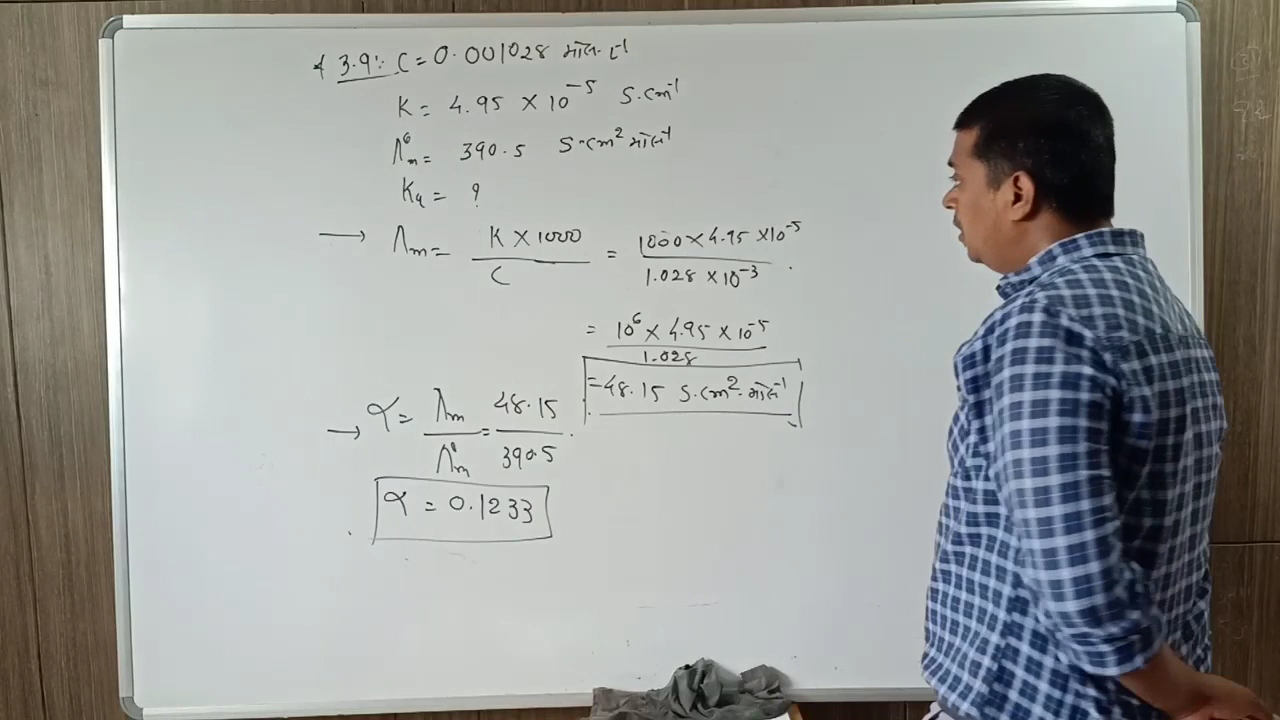 3.9:- C = 0.001028 मोल. L⁻¹
K = 4.95 × 10⁻⁵ S.cm⁻¹
Λ°m = 390.5 S.cm² मोल⁻¹
Ka = ?
→ Λm = K × 1000 / C = 1000 × 4.95 × 10⁻⁵ / 1.028 × 10⁻³
= 10⁶ × 4.95 × 10⁻⁵ / 1.028
= 48.15 S.cm². मोल⁻¹
→ α = Λm / Λ°m = 48.15 / 390.5
α = 0.1233